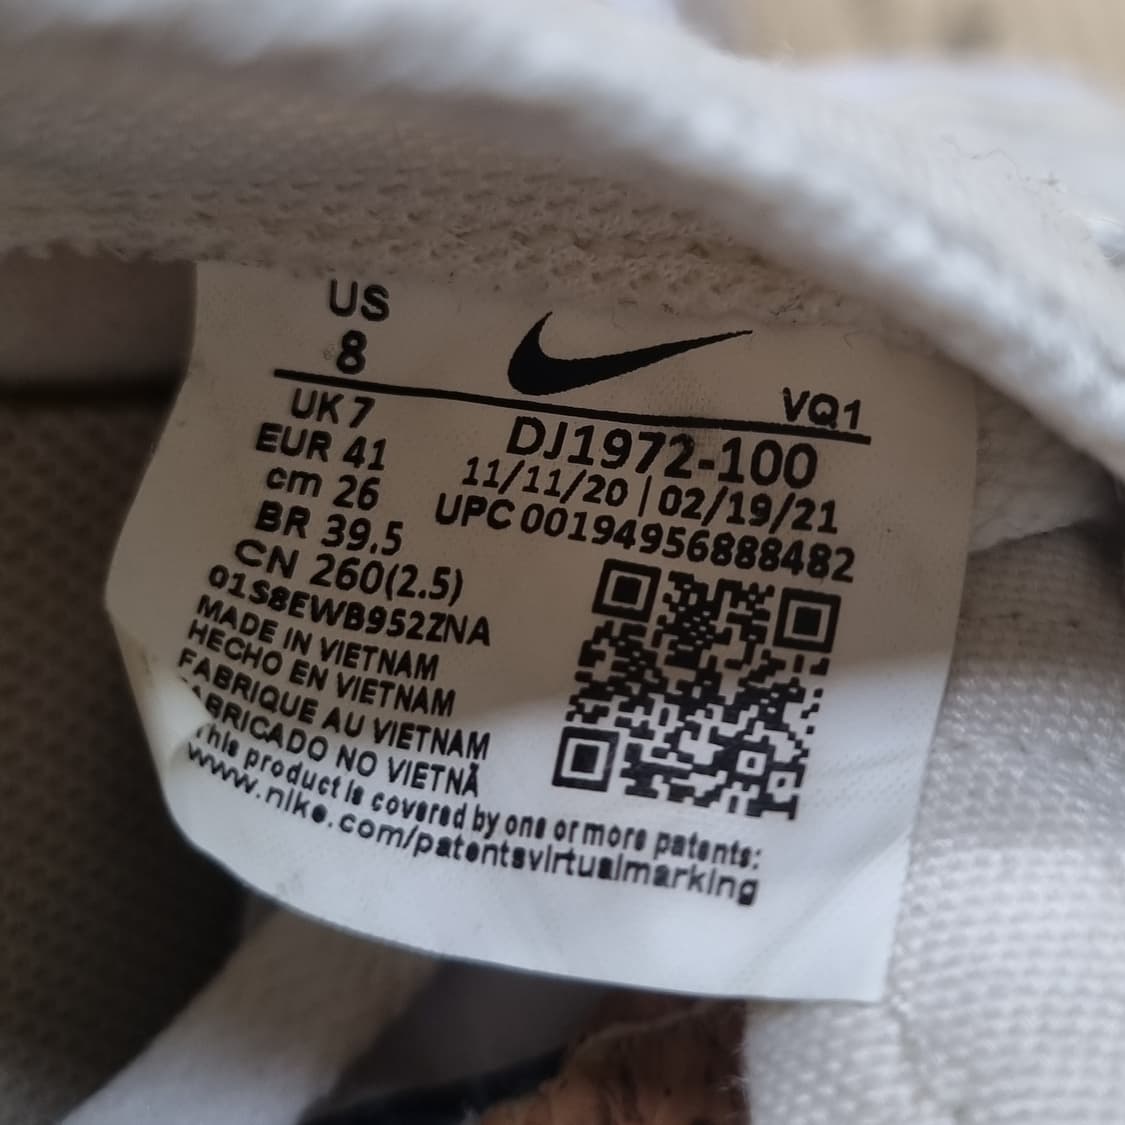 US
8
VQ1
UK 7
DJ1972-100
EUR 41
11/11/20 | 02/19/21
cm 26
UPC 00194956888482
BR 39.5
CN 260(2.5)
01S8EWB952ZNA
MADE IN VIETNAM
HECHO EN VIETNAM
FABRIQUE AU VIETNAM
ABRICADO NO VIETNÃ
This product is covered by one or more patents:
www.nike.com/patentsvirtualmarking